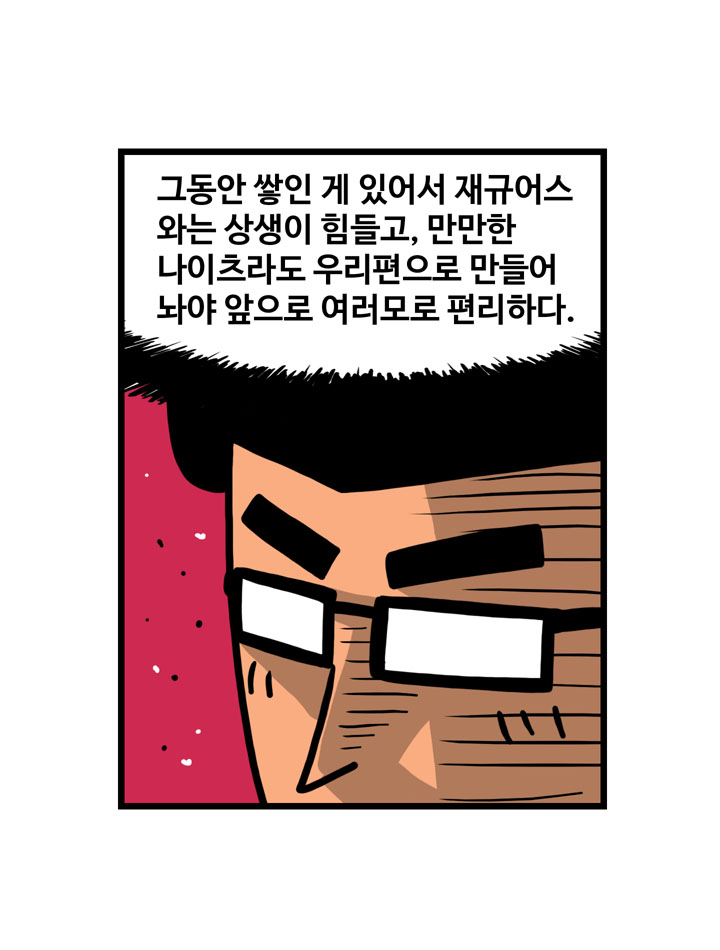 그동안 쌓인 게 있어서 재규어스
와는 상생이 힘들고, 만만한
나이츠라도 우리편으로 만들어
놔야 앞으로 여러모로 편리하다.